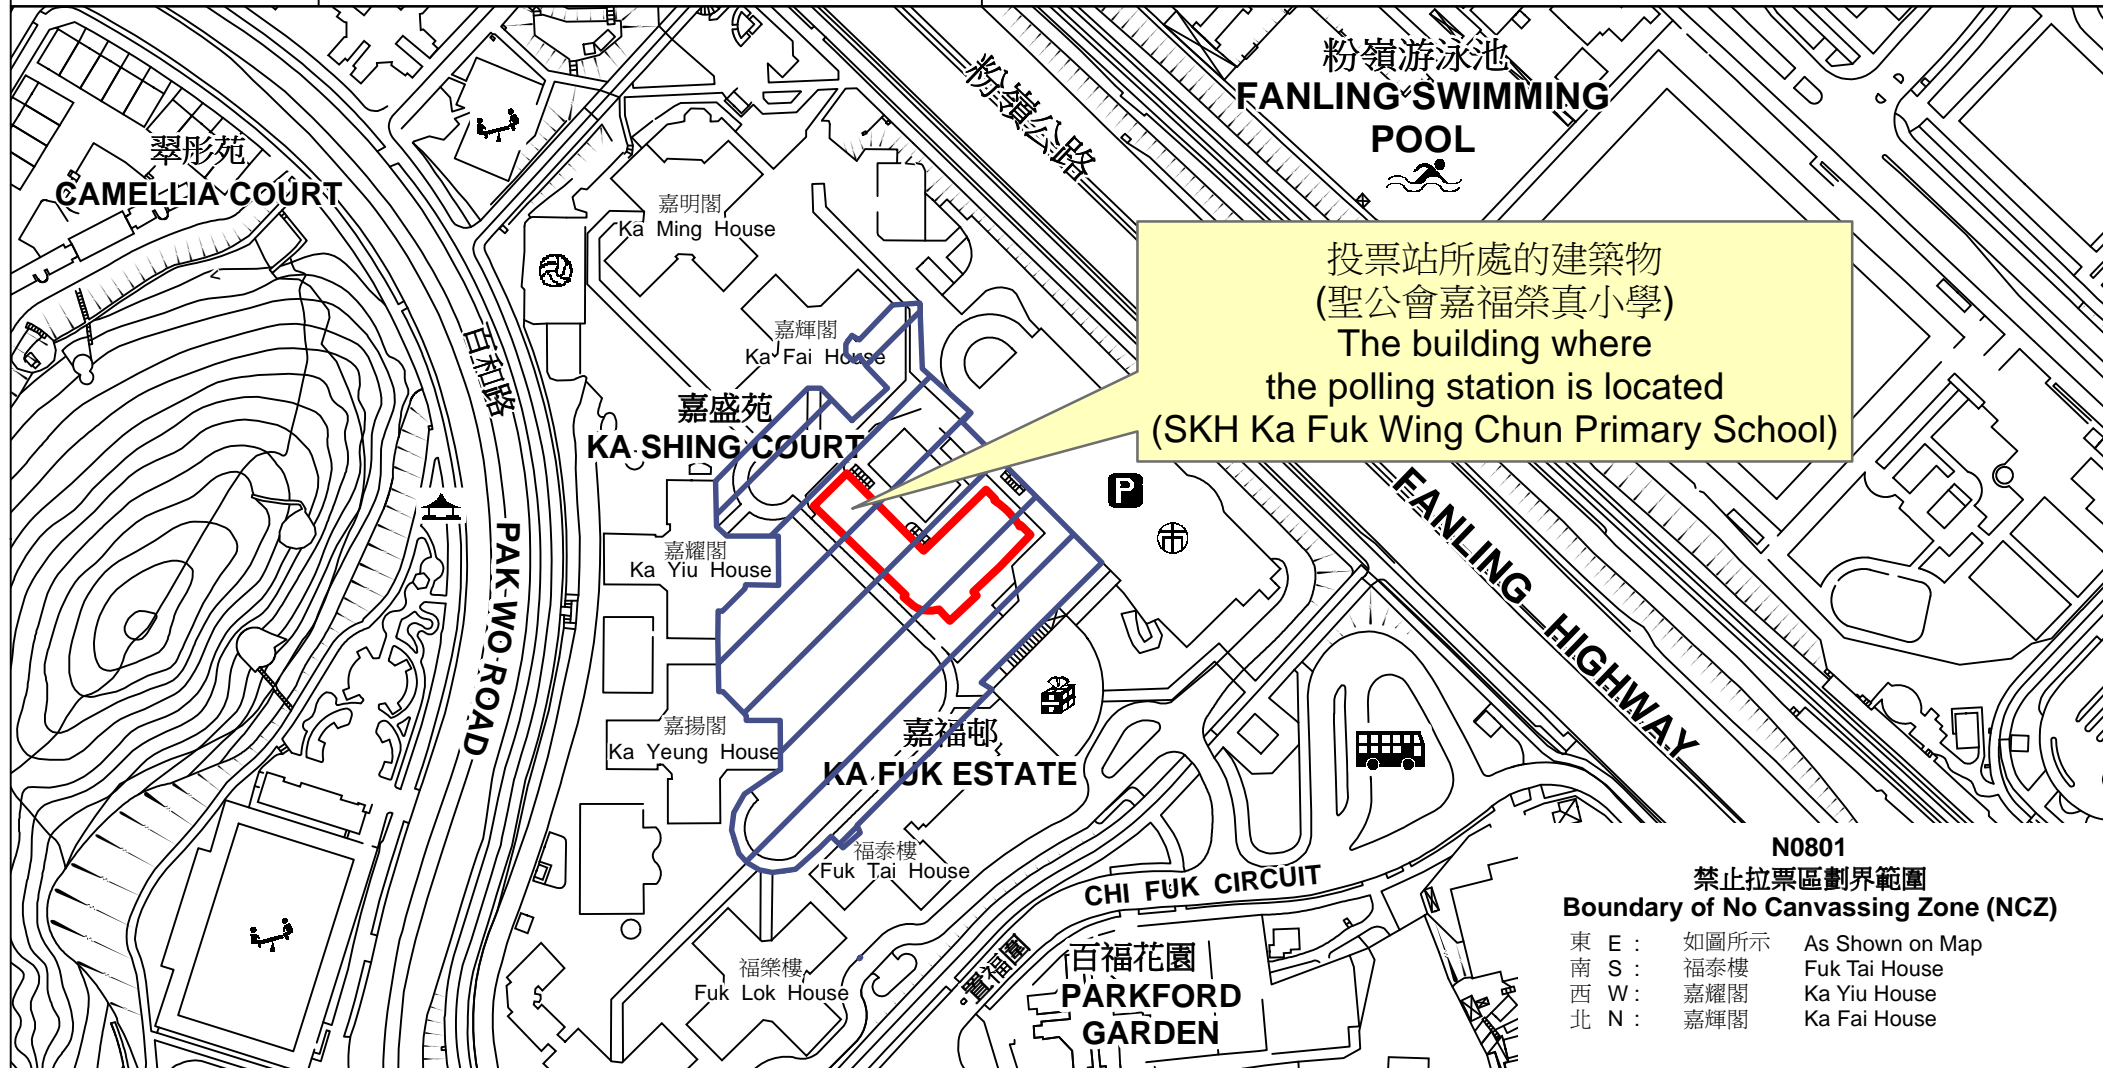 粉嶺游泳池
FANLING SWIMMING
POOL
粉嶺公路
翠彤苑
CAMELLIA COURT
嘉明閣
Ka Ming House
投票站所處的建築物
(聖公會嘉福榮真小學)
The building where
the polling station is located
(SKH Ka Fuk Wing Chun Primary School)
嘉輝閣
Ka Fai House
百和路
嘉盛苑
KA SHING COURT
P
市
FANLING HIGHWAY
PAK WO ROAD
嘉耀閣
Ka Yiu House
嘉揚閣
Ka Yeung House
嘉福邨
KA FUK ESTATE
福泰樓
Fuk Tai House
CHI FUK CIRCUIT
置福圍
福樂樓
Fuk Lok House
百福花園
PARKFORD
GARDEN
N0801
禁止拉票區劃界範圍
Boundary of No Canvassing Zone (NCZ)
東 E : 如圖所示 As Shown on Map
南 S : 福泰樓 Fuk Tai House
西 W : 嘉耀閣 Ka Yiu House
北 N : 嘉輝閣 Ka Fai House